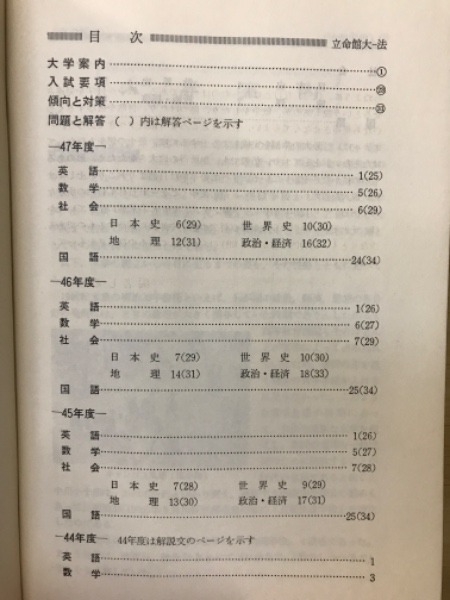 目次
立命館大-法
大学案内……①
入試要項……⑳
傾向と対策……㉑
問題と解答 ( ) 内は解答ページを示す
—47年度—
英語……1(25)
数学……5(26)
社会……6(29)
日本史 6(29) 世界史 10(30)
地理 12(31) 政治・経済 16(32)
国語……24(34)
—46年度—
英語……1(26)
数学……6(27)
社会……7(29)
日本史 7(29) 世界史 10(30)
地理 14(31) 政治・経済 18(33)
国語……25(34)
—45年度—
英語……1(26)
数学……5(27)
社会……7(28)
日本史 7(28) 世界史 9(29)
地理 13(30) 政治・経済 17(31)
国語……25(34)
—44年度— 44年度は解説文のページを示す
英語……1
数学……3